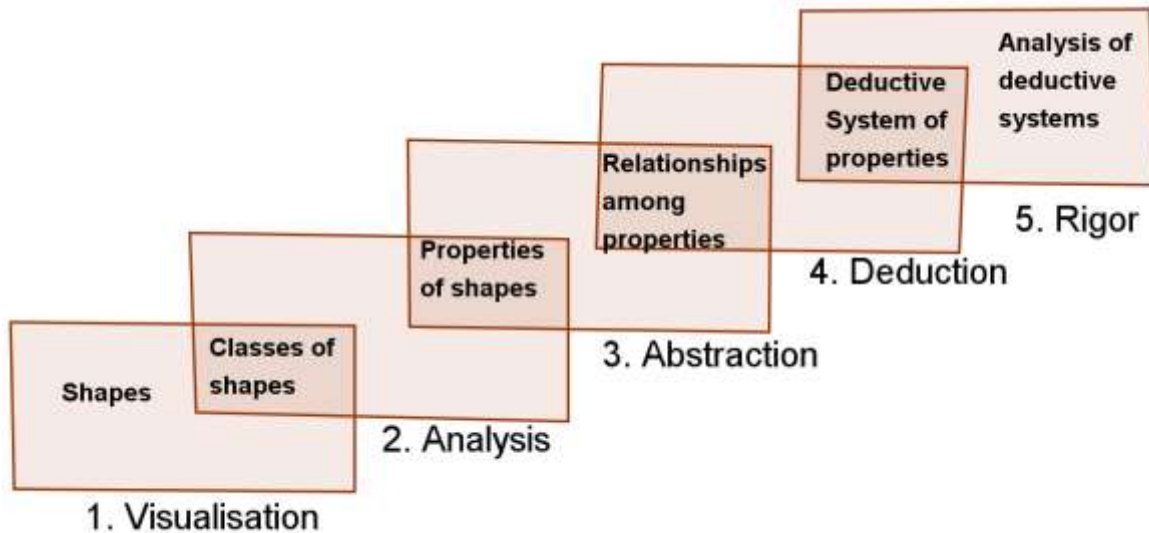 Shapes
Classes of
shapes
1. Visualisation
Properties
of shapes
2. Analysis
Relationships
among
properties
3. Abstraction
Deductive
System of
properties
4. Deduction
Analysis of
deductive
systems
5. Rigor